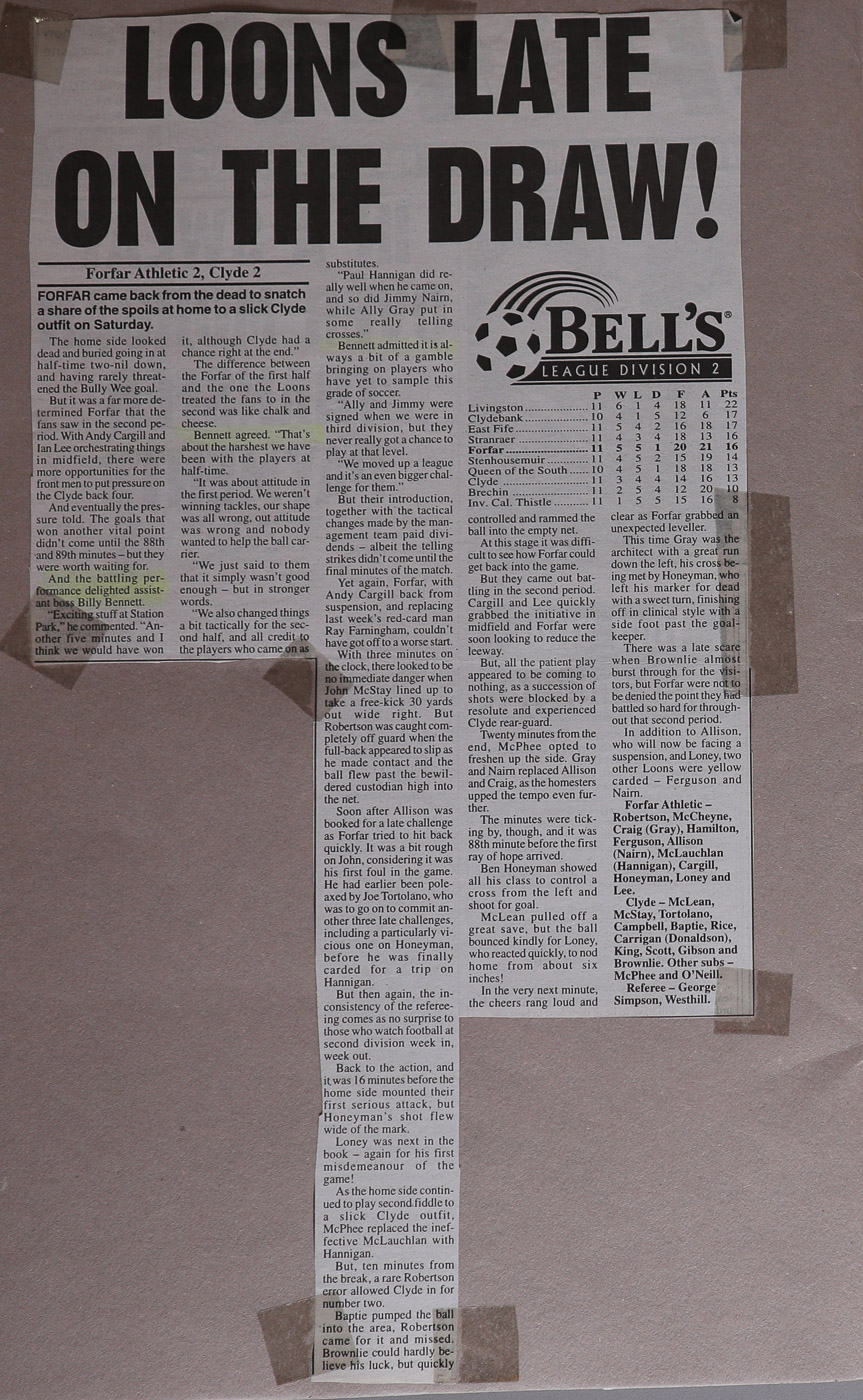 LOONS LATE
ON THE DRAW!
Forfar Athletic 2, Clyde 2
FORFAR came back from the dead to snatch
a share of the spoils at home to a slick Clyde
outfit on Saturday.
The home side looked
dead and buried going in at
half-time two-nil down,
and having rarely threat-
ened the Bully Wee goal.
But it was a far more de-
termined Forfar that the
fans saw in the second pe-
riod. With Andy Cargill and
Ian Lee orchestrating things
in midfield, there were
more opportunities for the
front men to put pressure on
the Clyde back four.
And eventually the pres-
sure told. The goals that
won another vital point
didn't come until the 88th
and 89th minutes – but they
were worth waiting for.
And the battling per-
formance delighted assist-
ant boss Billy Bennett.
"Exciting stuff at Station
Park," he commented. "An-
other five minutes and I
think we would have won
it, although Clyde had a
chance right at the end."
The difference between
the Forfar of the first half
and the one the Loons
treated the fans to in the
second was like chalk and
cheese.
Bennett agreed. "That's
about the harshest we have
been with the players at
half-time.
"It was about attitude in
the first period. We weren't
winning tackles, our shape
was all wrong, our attitude
was wrong and nobody
wanted to help the ball car-
rier.
"We just said to them
that it simply wasn't good
enough – but in stronger
words.
"We also changed things
a bit tactically for the sec-
ond half, and all credit to
the players who came on as
substitutes.
"Paul Hannigan did re-
ally well when he came on,
and so did Jimmy Nairn,
while Ally Gray put in
some really telling
crosses."
Bennett admitted it is al-
ways a bit of a gamble
bringing on players who
have yet to sample this
grade of soccer.
"Ally and Jimmy were
signed when we were in
third division, but they
never really got a chance to
play at that level.
"We moved up a league
and it's an even bigger chal-
lenge for them."
But their introduction,
together with the tactical
changes made by the man-
agement team paid divi-
dends – albeit the telling
strikes didn't come until the
final minutes of the match.
Yet again, Forfar, with
Andy Cargill back from
suspension, and replacing
last week's red-card man
Ray Farningham, couldn't
have got off to a worse start.
With three minutes on
the clock, there looked to be
no immediate danger when
John McStay lined up to
take a free-kick 30 yards
out wide right. But
Robertson was caught com-
pletely off guard when the
full-back appeared to slip as
he made contact and the
ball flew past the bewil-
dered custodian high into
the net.
Soon after Allison was
booked for a late challenge
as Forfar tried to hit back
quickly. It was a bit rough
on John, considering it was
his first foul in the game.
He had earlier been pole-
axed by Joe Tortolano, who
was to go on to commit an-
other three late challenges,
including a particularly vi-
cious one on Honeyman,
before he was finally
carded for a trip on
Hannigan.
But then again, the in-
consistency of the referee-
ing comes as no surprise to
those who watch football at
second division week in,
week out.
Back to the action, and
it was 16 minutes before the
home side mounted their
first serious attack, but
Honeyman's shot flew
wide of the mark.
Loney was next in the
book – again for his first
misdemeanour of the
game!
As the home side contin-
ued to play second fiddle to
a slick Clyde outfit,
McPhee replaced the inef-
fective McLauchlan with
Hannigan.
But, ten minutes from
the break, a rare Robertson
error allowed Clyde in for
number two.
Baptie pumped the ball
into the area, Robertson
came for it and missed.
Brownlie could hardly be-
lieve his luck, but quickly
BELL'S®
LEAGUE DIVISION 2
P W L D F A Pts
Livingston 11 6 1 4 18 11 22
Clydebank 10 4 1 5 12 6 17
East Fife 11 5 4 2 16 18 17
Stranraer 11 4 3 4 18 13 16
Forfar 11 5 5 1 20 21 16
Stenhousemuir 11 4 5 2 15 19 14
Queen of the South 10 4 5 1 18 18 13
Clyde 11 3 4 4 14 16 13
Brechin 11 2 5 4 12 20 10
Inv. Cal. Thistle 11 1 5 5 15 16 8
controlled and rammed the
ball into the empty net.
At this stage it was diffi-
cult to see how Forfar could
get back into the game.
But they came out bat-
tling in the second period.
Cargill and Lee quickly
grabbed the initiative in
midfield and Forfar were
soon looking to reduce the
leeway.
But, all the patient play
appeared to be coming to
nothing, as a succession of
shots were blocked by a
resolute and experienced
Clyde rear-guard.
Twenty minutes from the
end, McPhee opted to
freshen up the side. Gray
and Nairn replaced Allison
and Craig, as the homesters
upped the tempo even fur-
ther.
The minutes were tick-
ing by, though, and it was
88th minute before the first
ray of hope arrived.
Ben Honeyman showed
all his class to control a
cross from the left and
shoot for goal.
McLean pulled off a
great save, but the ball
bounced kindly for Loney,
who reacted quickly, to nod
home from about six
inches!
In the very next minute,
the cheers rang loud and
clear as Forfar grabbed an
unexpected leveller.
This time Gray was the
architect with a great run
down the left, his cross be-
ing met by Honeyman, who
left his marker for dead
with a sweet turn, finishing
off in clinical style with a
side foot past the goal-
keeper.
There was a late scare
when Brownlie almost
burst through for the visi-
tors, but Forfar were not to
be denied the point they had
battled so hard for through-
out that second period.
In addition to Allison,
who will now be facing a
suspension, and Loney, two
other Loons were yellow
carded – Ferguson and
Nairn.
Forfar Athletic –
Robertson, McCheyne,
Craig (Gray), Hamilton,
Ferguson, Allison
(Nairn), McLauchlan
(Hannigan), Cargill,
Honeyman, Loney and
Lee.
Clyde – McLean,
McStay, Tortolano,
Campbell, Baptie, Rice,
Carrigan (Donaldson),
King, Scott, Gibson and
Brownlie. Other subs –
McPhee and O'Neill.
Referee – George
Simpson, Westhill.